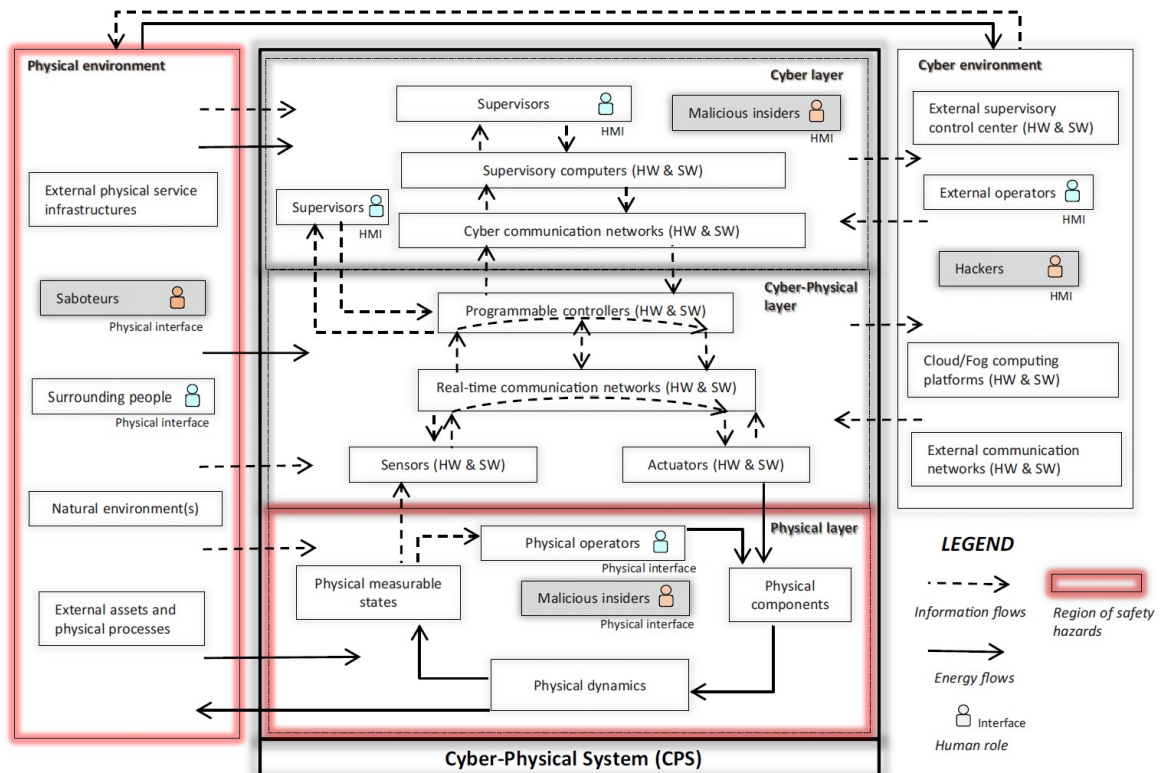 Physical environment
External physical service
infrastructures
Saboteurs
Physical interface
Surrounding people
Physical interface
Natural environment(s)
External assets and
physical processes
Cyber layer
Supervisors
HMI
Malicious insiders
HMI
Supervisory computers (HW & SW)
Supervisors
HMI
Cyber communication networks (HW & SW)
Cyber-Physical
layer
Programmable controllers (HW & SW)
Real-time communication networks (HW & SW)
Sensors (HW & SW)
Actuators (HW & SW)
Physical layer
Physical operators
Physical interface
Physical measurable
states
Malicious insiders
Physical interface
Physical
components
Physical dynamics
Cyber-Physical System (CPS)
Cyber environment
External supervisory
control center (HW & SW)
External operators
HMI
Hackers
HMI
Cloud/Fog computing
platforms (HW & SW)
External communication
networks (HW & SW)
LEGEND
Information flows
Region of safety
hazards
Energy flows
Interface
Human role